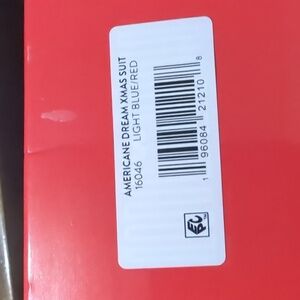 AMERICANE DREAM XMAS SUIT
16046 LIGHT BLUE/RED
1 96084 21210 8